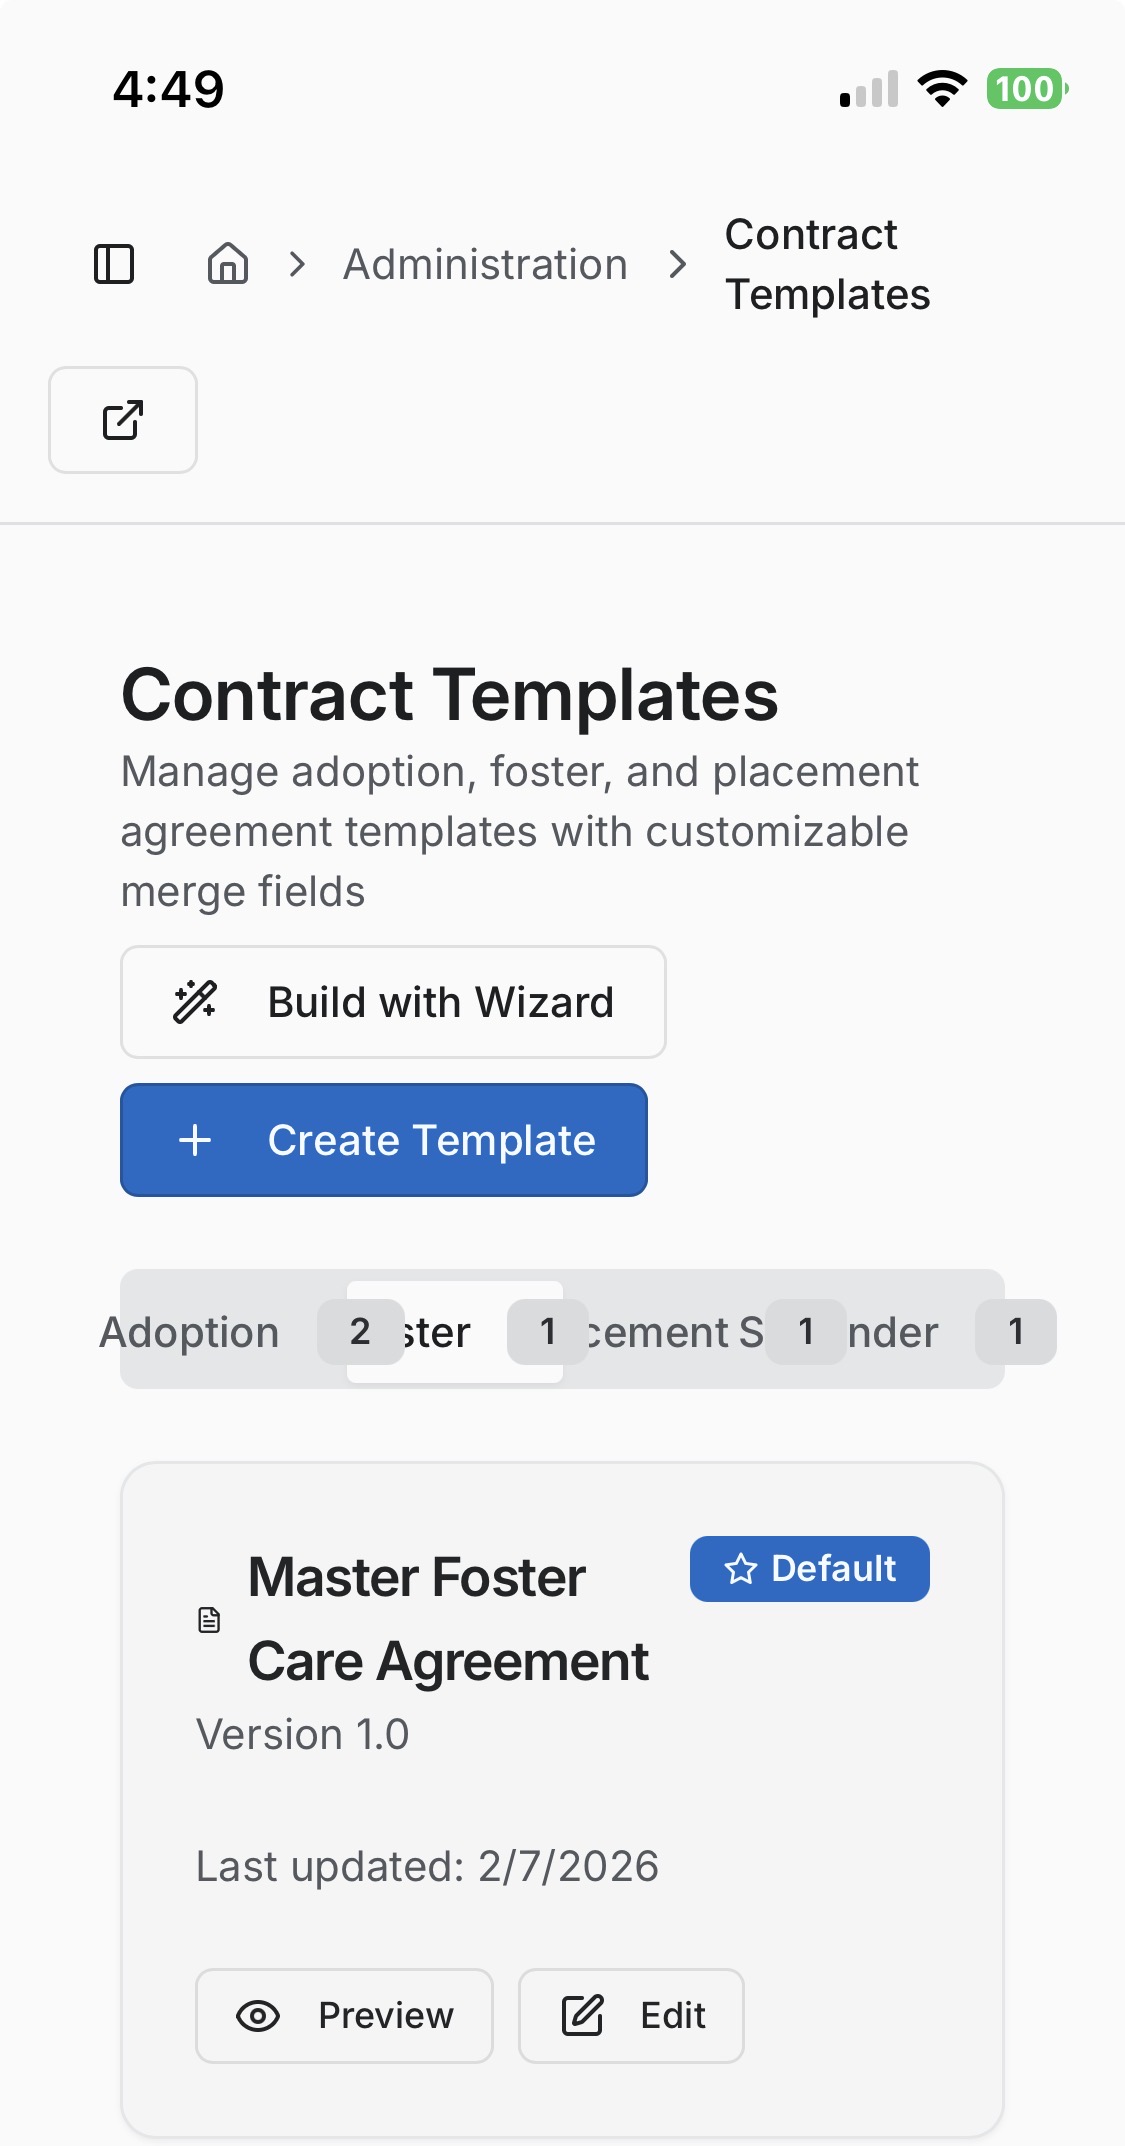 4:49
100
Administration
Contract
Templates
Contract Templates
Manage adoption, foster, and placement
agreement templates with customizable
merge fields
Build with Wizard
Create Template
Adoption 2 ster 1 cement S 1 nder 1
Master Foster
Care Agreement
Default
Version 1.0
Last updated: 2/7/2026
Preview
Edit